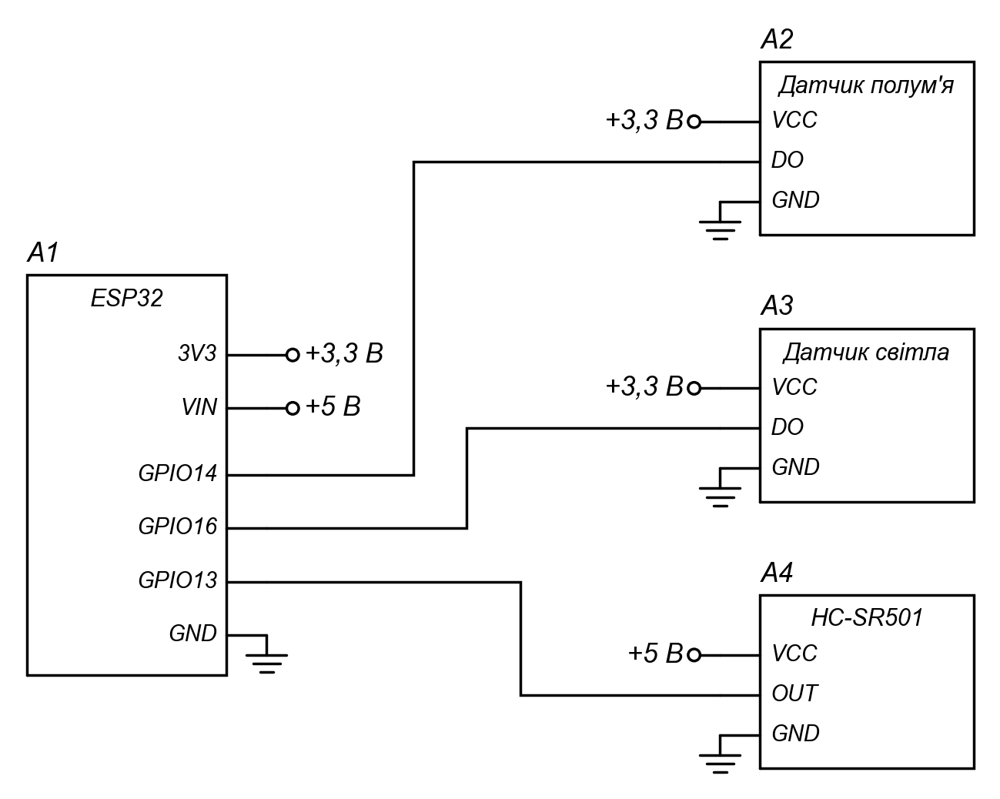 A1
ESP32
3V3
+3,3 В
VIN
+5 В
GPIO14
GPIO16
GPIO13
GND
A2
Датчик полум'я
+3,3 В
VCC
DO
GND
A3
Датчик світла
+3,3 В
VCC
DO
GND
A4
HC-SR501
+5 В
VCC
OUT
GND